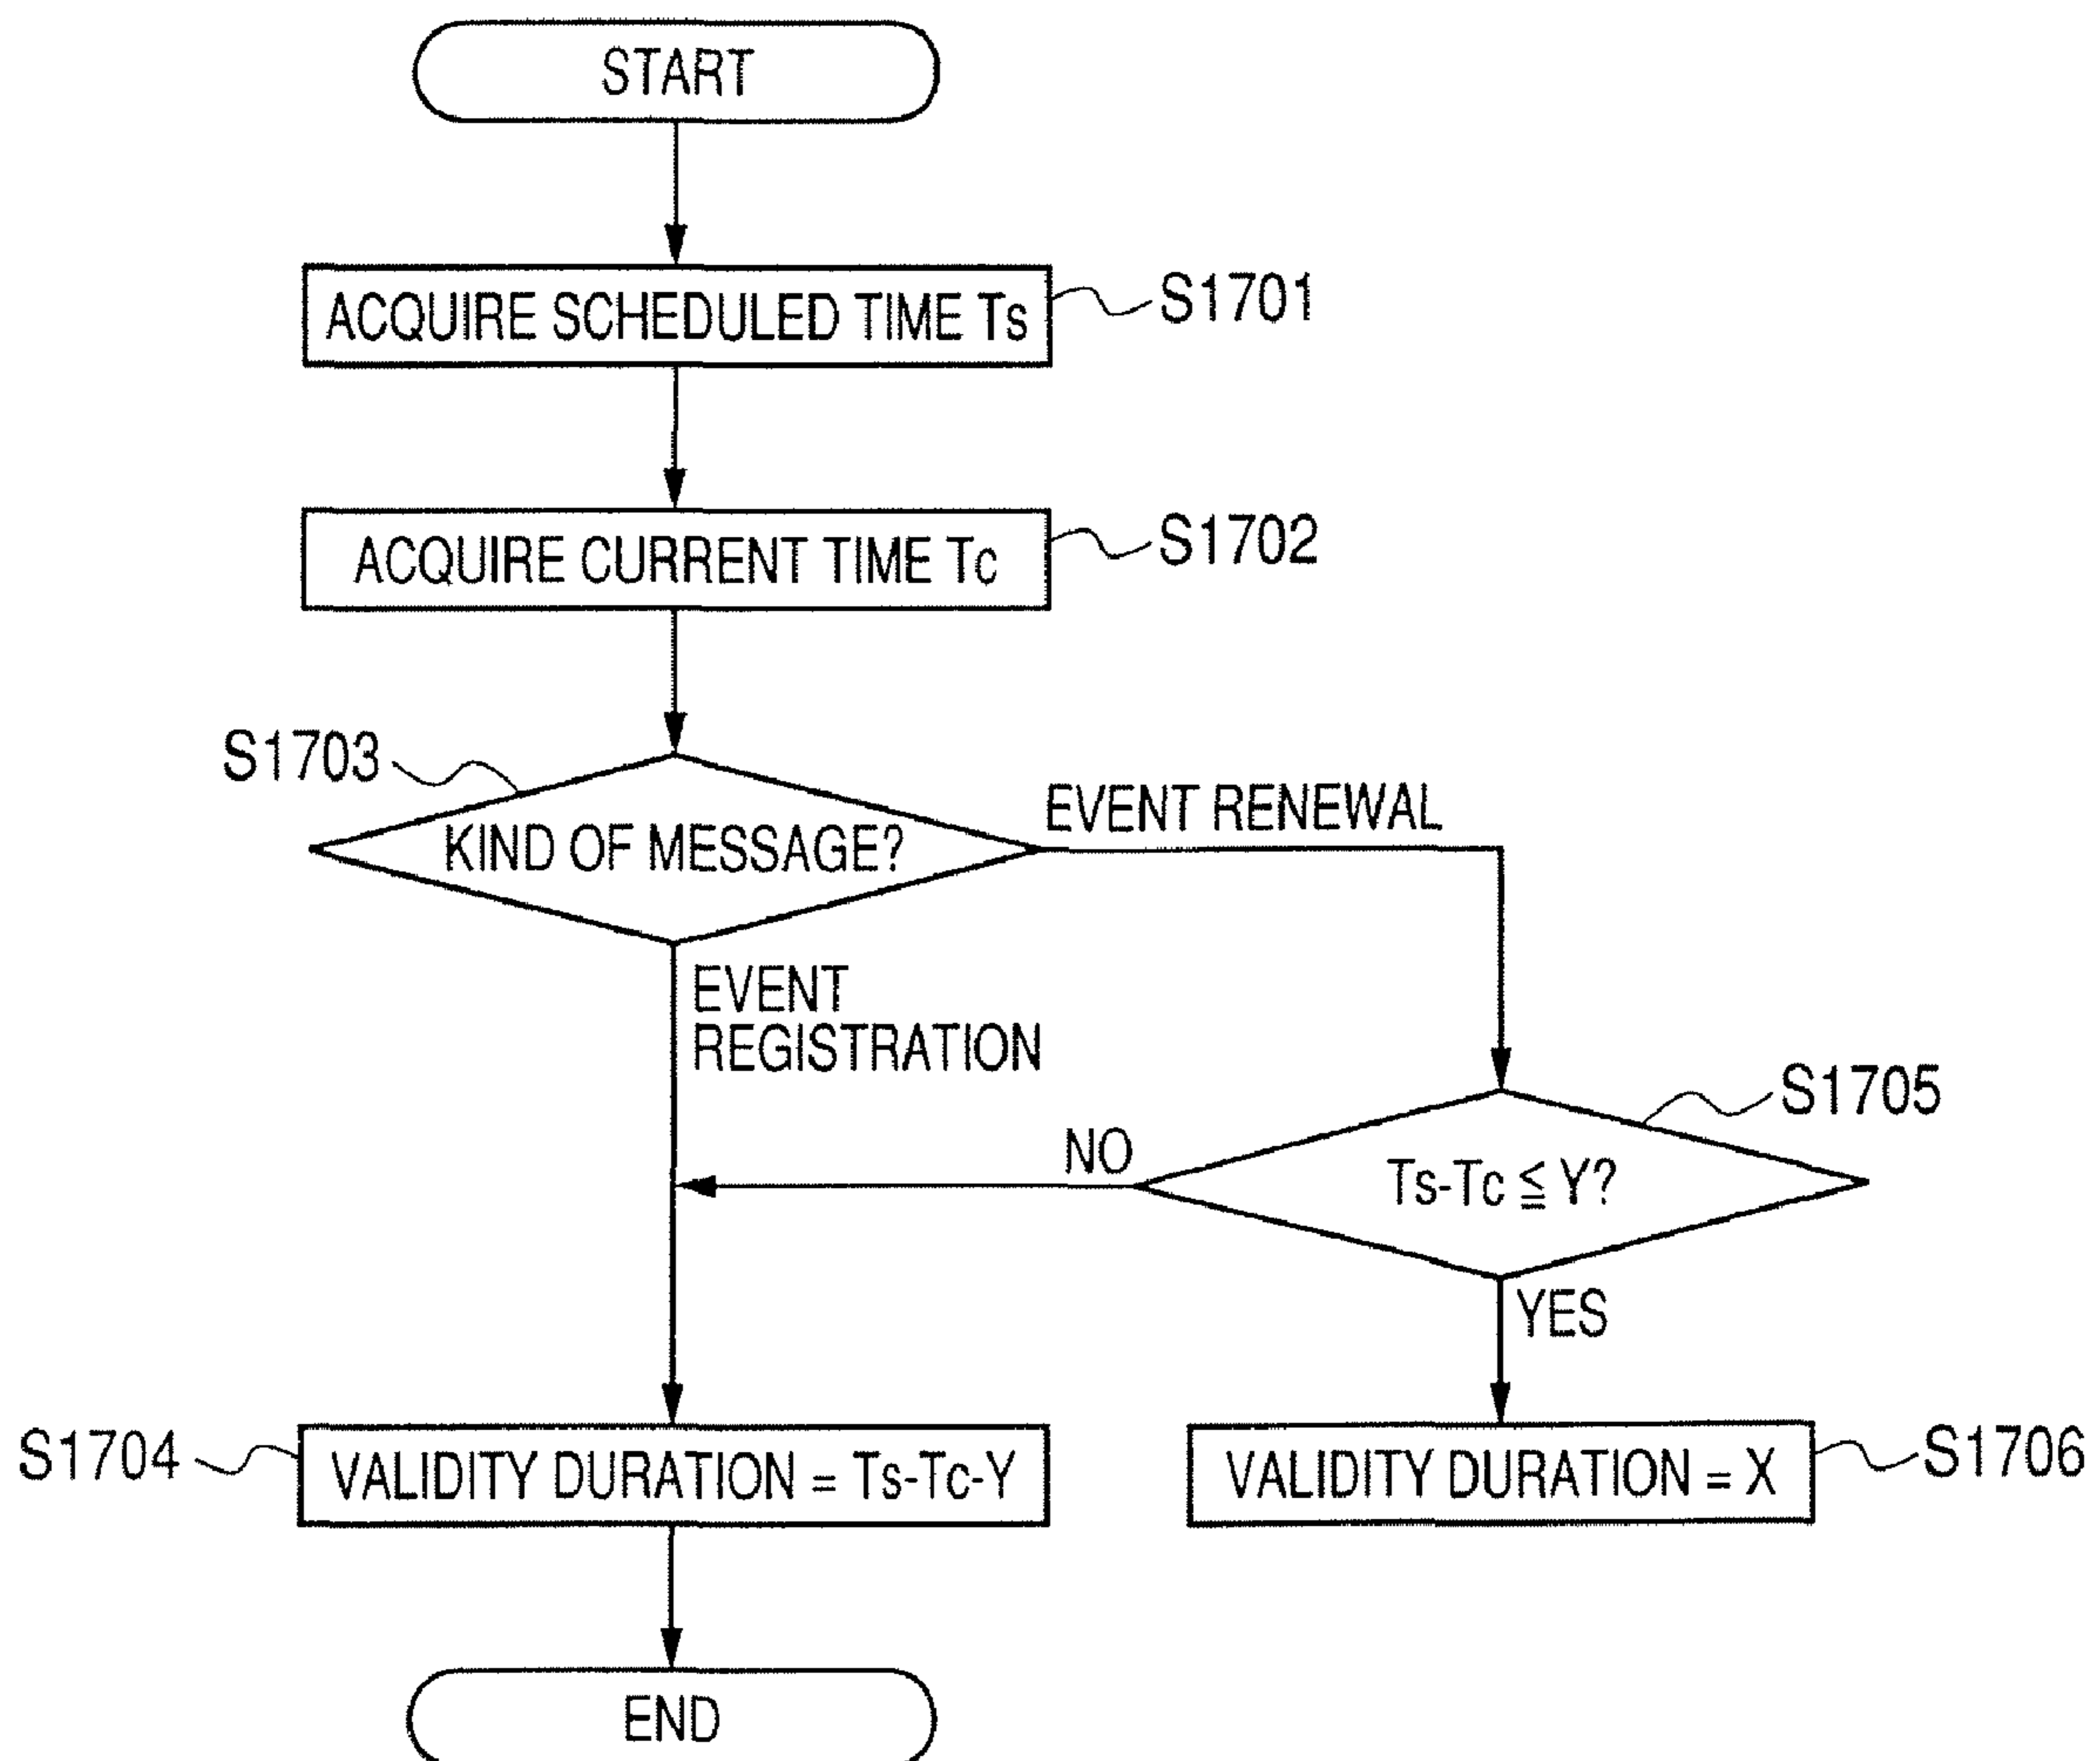 START
ACQUIRE SCHEDULED TIME Ts
S1701
ACQUIRE CURRENT TIME Tc
S1702
S1703
KIND OF MESSAGE?
EVENT RENEWAL
EVENT
REGISTRATION
S1705
NO
Ts-Tc ≦ Y?
YES
S1704
VALIDITY DURATION = Ts-Tc-Y
VALIDITY DURATION = X
S1706
END